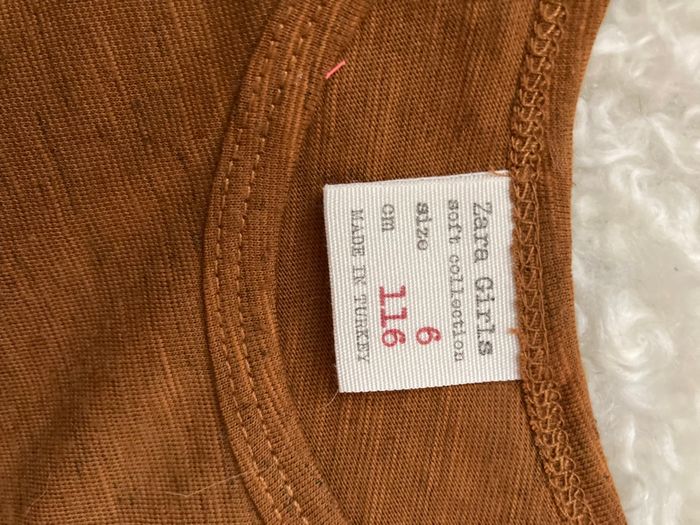 Zara Girls
soft collection
size 6
cm 116
MADE IN TURKEY